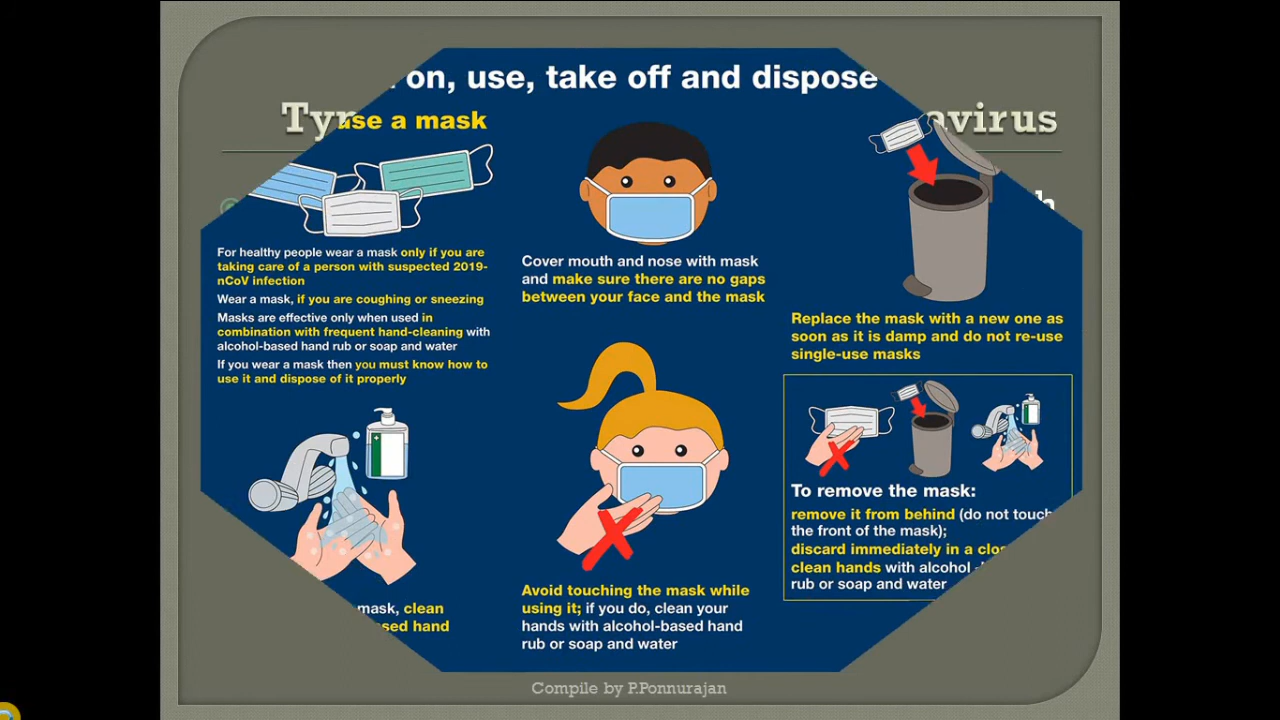 on, use, take off and dispose
Typ
use a mask
avirus
For healthy people wear a mask only if you are
taking care of a person with suspected 2019-
nCoV infection
Wear a mask, if you are coughing or sneezing
Masks are effective only when used in
combination with frequent hand-cleaning with
alcohol-based hand rub or soap and water
If you wear a mask then you must know how to
use it and dispose of it properly
mask, clean
sed hand
Cover mouth and nose with mask
and make sure there are no gaps
between your face and the mask
Avoid touching the mask while
using it; if you do, clean your
hands with alcohol-based hand
rub or soap and water
Replace the mask with a new one as
soon as it is damp and do not re-use
single-use masks
To remove the mask:
remove it from behind (do not touch
the front of the mask);
discard immediately in a clos
clean hands with alcohol -
rub or soap and water
Compile by P.Ponnurajan